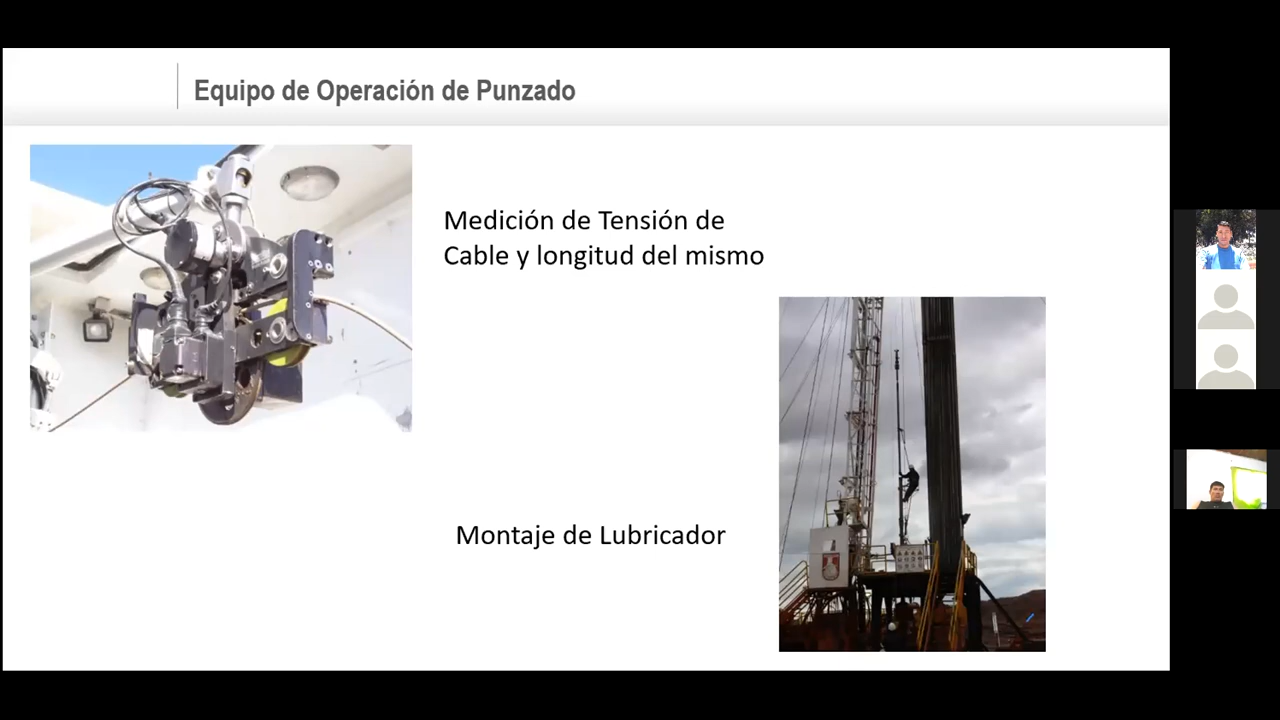 Equipo de Operación de Punzado
Medición de Tensión de
Cable y longitud del mismo
Montaje de Lubricador